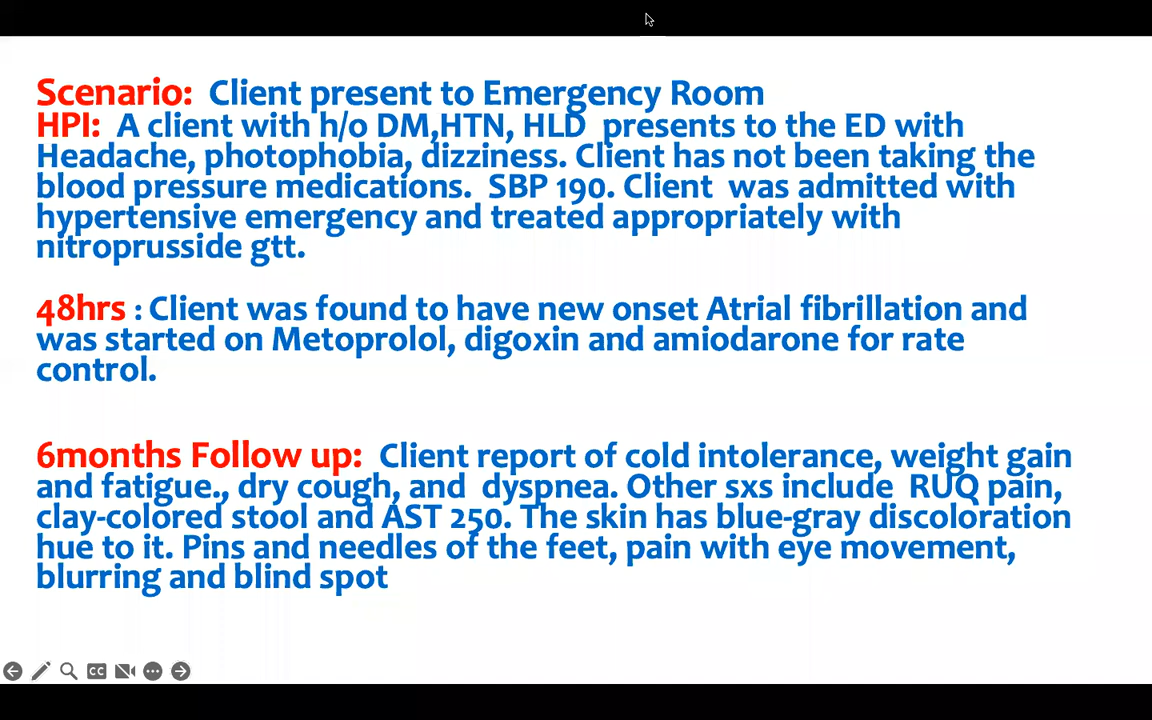 Scenario: Client present to Emergency Room
HPI: A client with h/o DM,HTN, HLD presents to the ED with
Headache, photophobia, dizziness. Client has not been taking the
blood pressure medications. SBP 190. Client was admitted with
hypertensive emergency and treated appropriately with
nitroprusside gtt.
48hrs : Client was found to have new onset Atrial fibrillation and
was started on Metoprolol, digoxin and amiodarone for rate
control.
6months Follow up: Client report of cold intolerance, weight gain
and fatigue., dry cough, and dyspnea. Other sxs include RUQ pain,
clay-colored stool and AST 250. The skin has blue-gray discoloration
hue to it. Pins and needles of the feet, pain with eye movement,
blurring and blind spot
CC